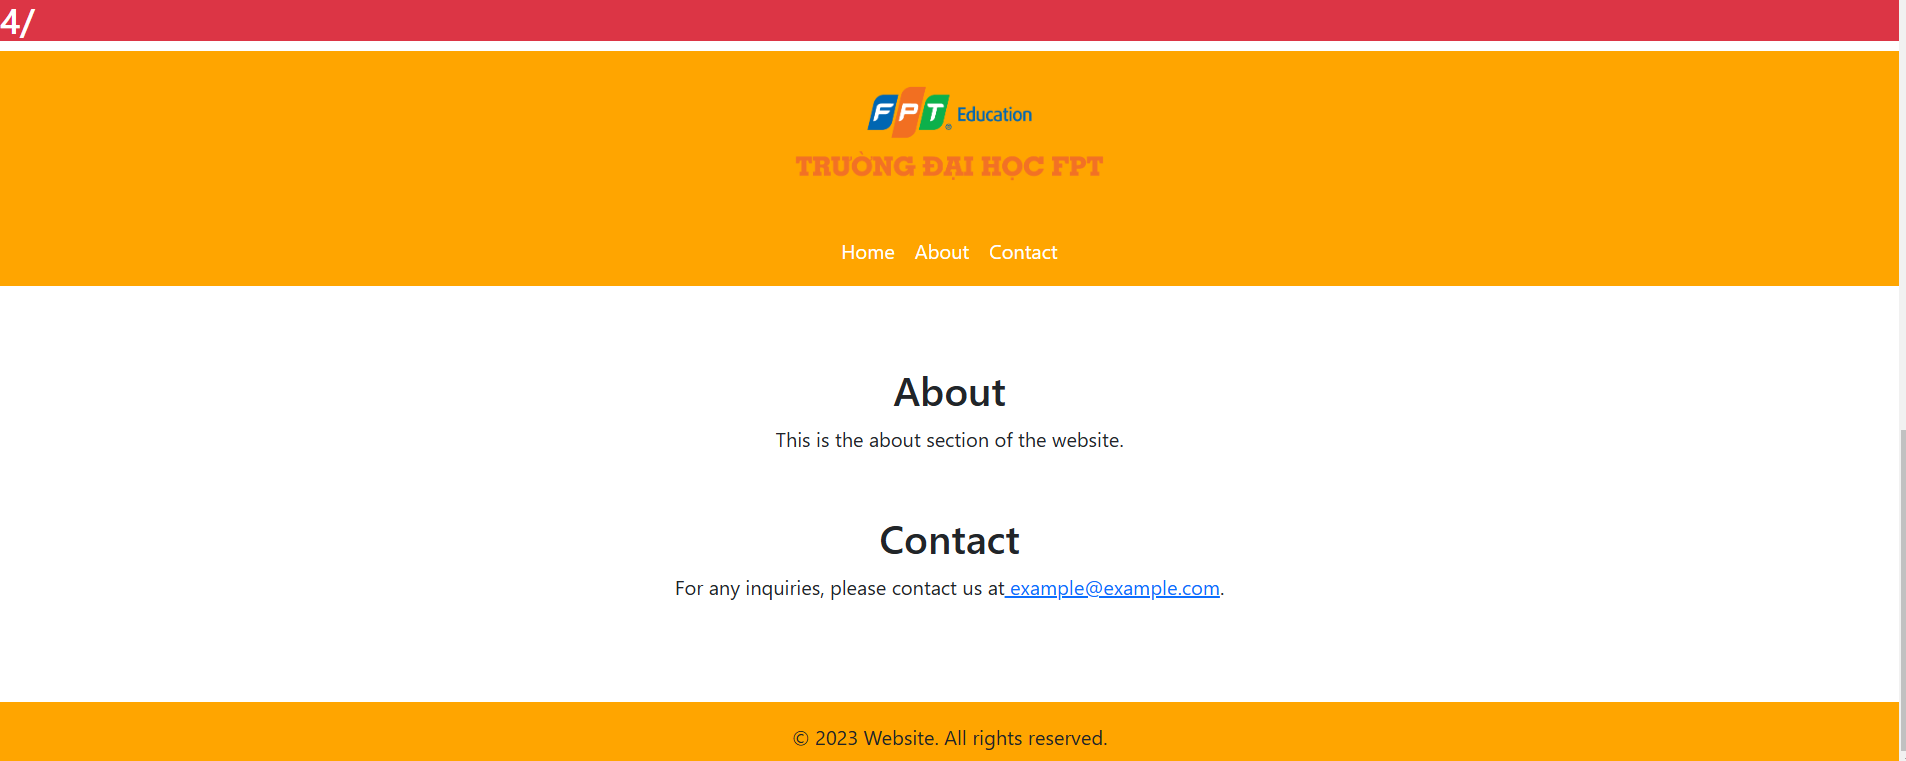 4/
FPT® Education
TRƯỜNG ĐẠI HỌC FPT
Home About Contact
About
This is the about section of the website.
Contact
For any inquiries, please contact us at example@example.com.
© 2023 Website. All rights reserved.